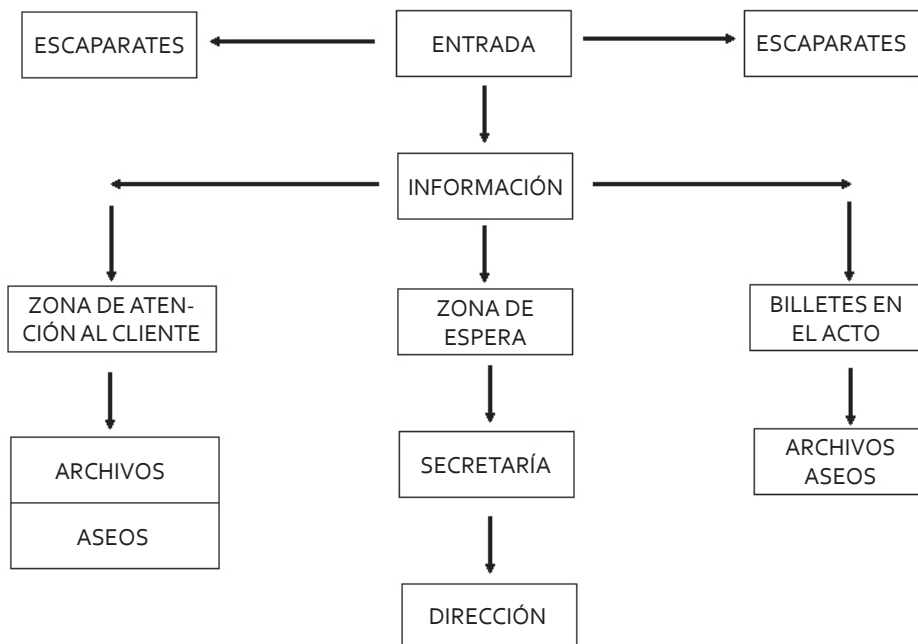 ESCAPARATES
ENTRADA
ESCAPARATES
INFORMACIÓN
ZONA DE ATEN-
CIÓN AL CLIENTE
ZONA DE
ESPERA
BILLETES EN
EL ACTO
ARCHIVOS
ASEOS
SECRETARÍA
ARCHIVOS
ASEOS
DIRECCIÓN